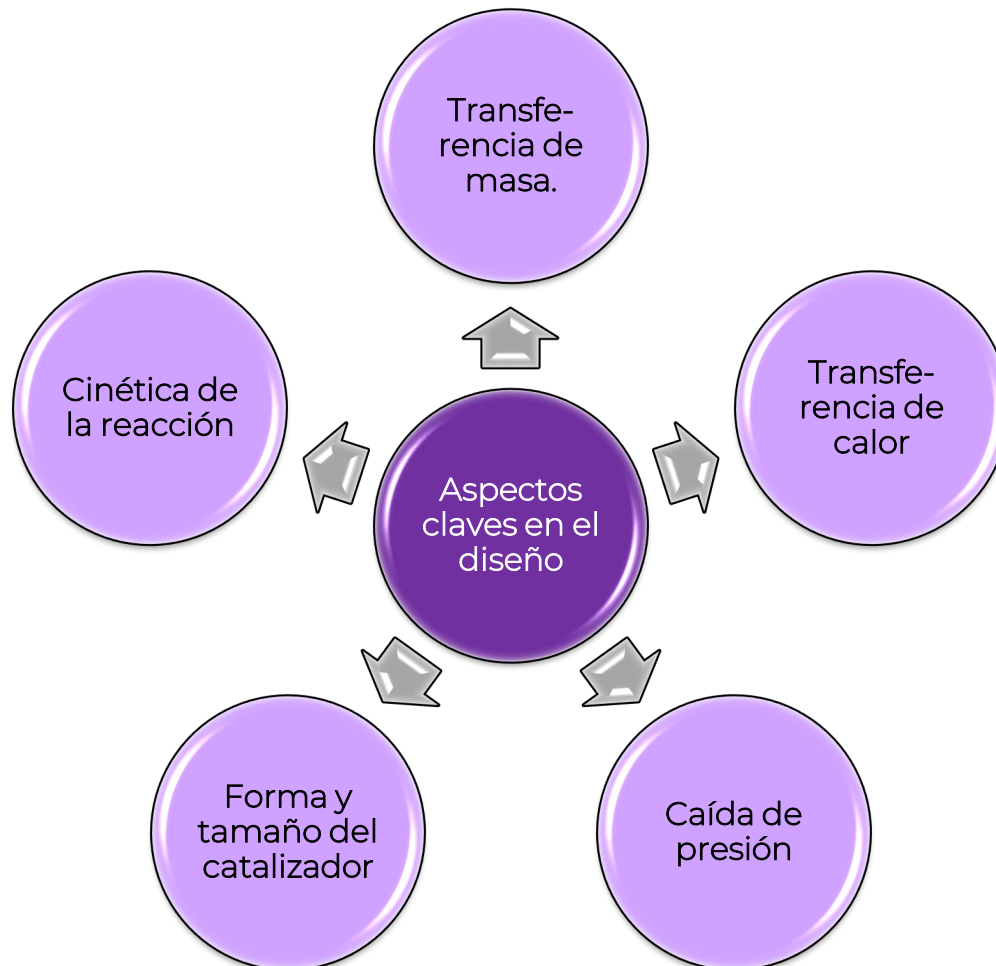 Transfe-
rencia de
masa.
Transfe-
rencia de
calor
Cinética de
la reacción
Aspectos
claves en el
diseño
Forma y
tamaño del
catalizador
Caída de
presión